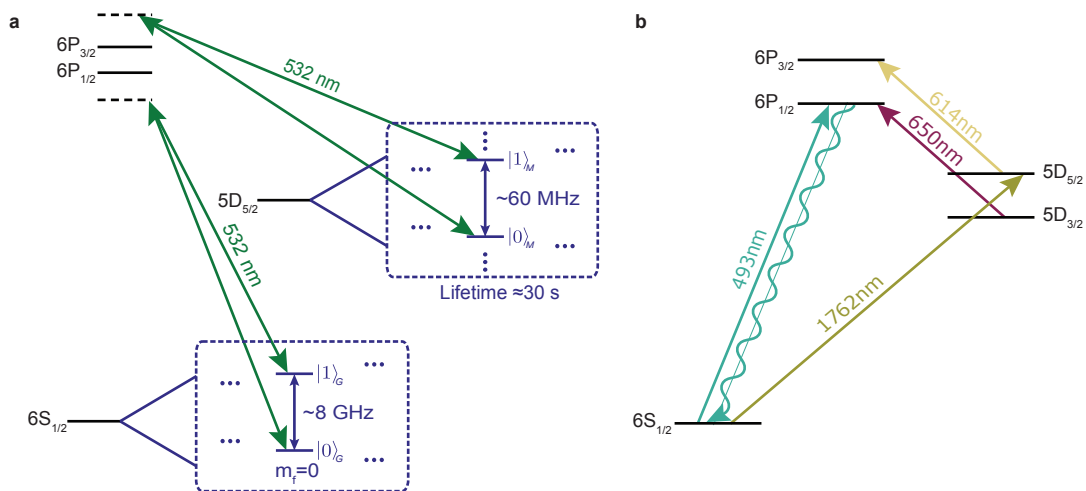 a
6P₃/₂
6P₁/₂
532 nm
532 nm
5D₅/₂
|1⟩M
~60 MHz
|0⟩M
Lifetime ≈30 s
6S₁/₂
|1⟩G
~8 GHz
|0⟩G
m_f=0
b
6P₃/₂
6P₁/₂
614nm
650nm
5D₅/₂
5D₃/₂
493nm
1762nm
6S₁/₂